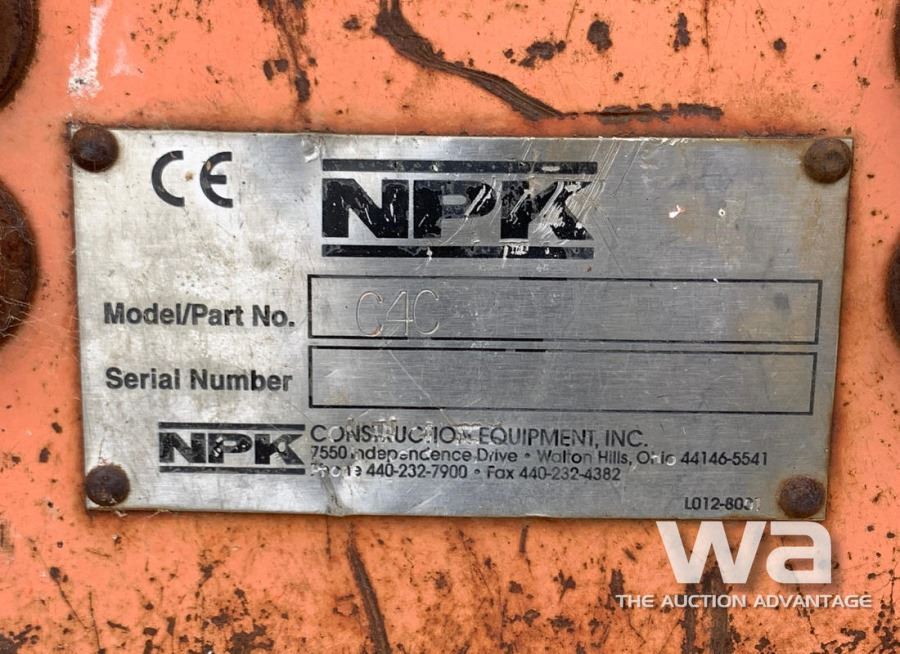 CE
NPK
Model/Part No. C4C
Serial Number
NPK CONSTRUCTION EQUIPMENT, INC.
7550 Independence Drive • Walton Hills, Ohio 44146-5541
Phone 440-232-7900 • Fax 440-232-4382
wa
THE AUCTION ADVANTAGE